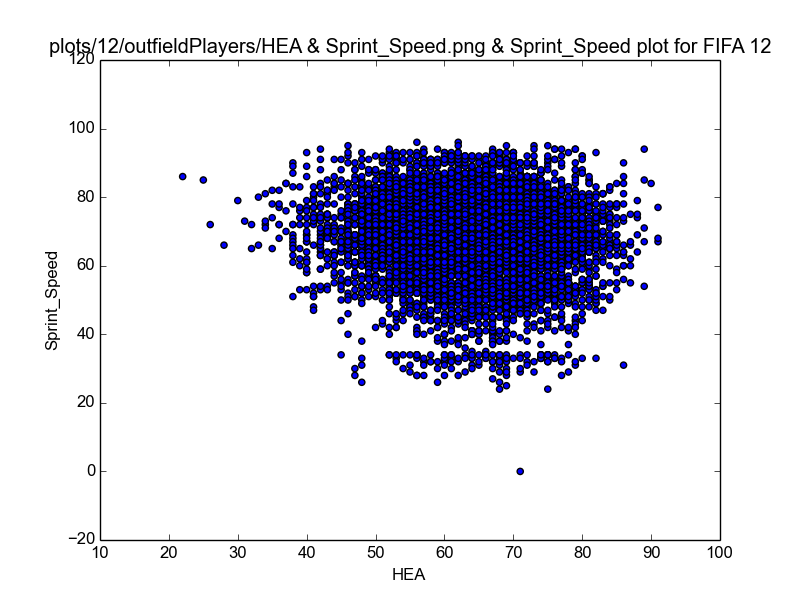 plots/12/outfieldPlayers/HEA & Sprint_Speed.png & Sprint_Speed plot for FIFA 12
120
100
80
60
40
20
0
−20
Sprint_Speed
10 20 30 40 50 60 70 80 90 100
HEA